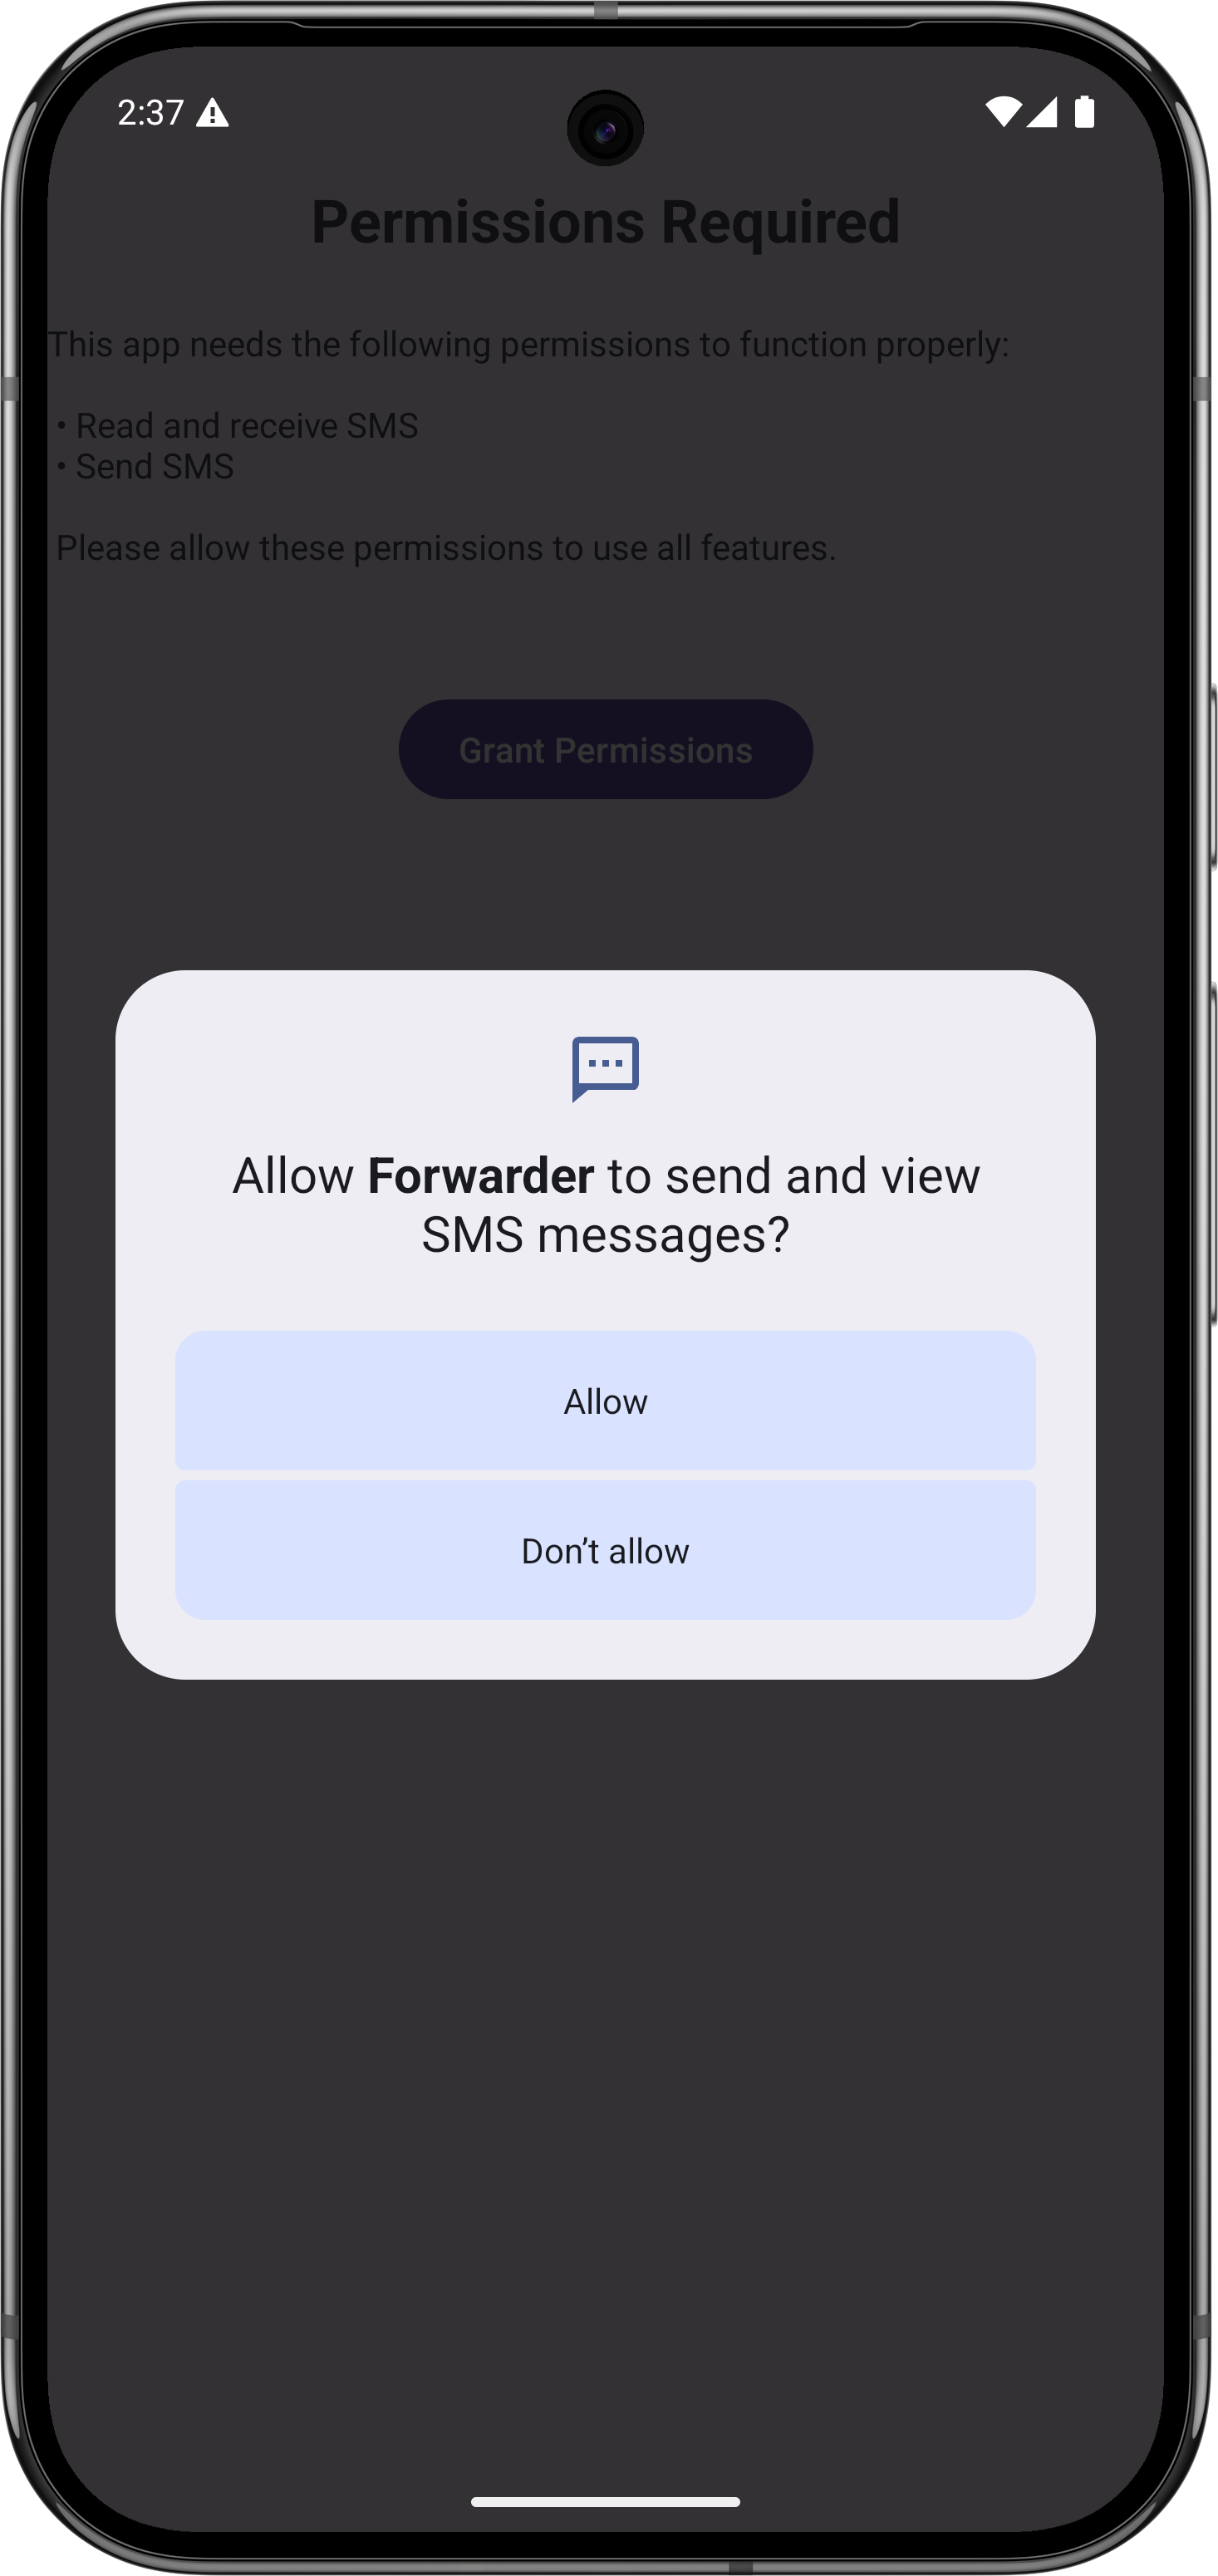 2:37
Permissions Required
This app needs the following permissions to function properly:
• Read and receive SMS
• Send SMS
Please allow these permissions to use all features.
Grant Permissions
Allow Forwarder to send and view
SMS messages?
Allow
Don’t allow